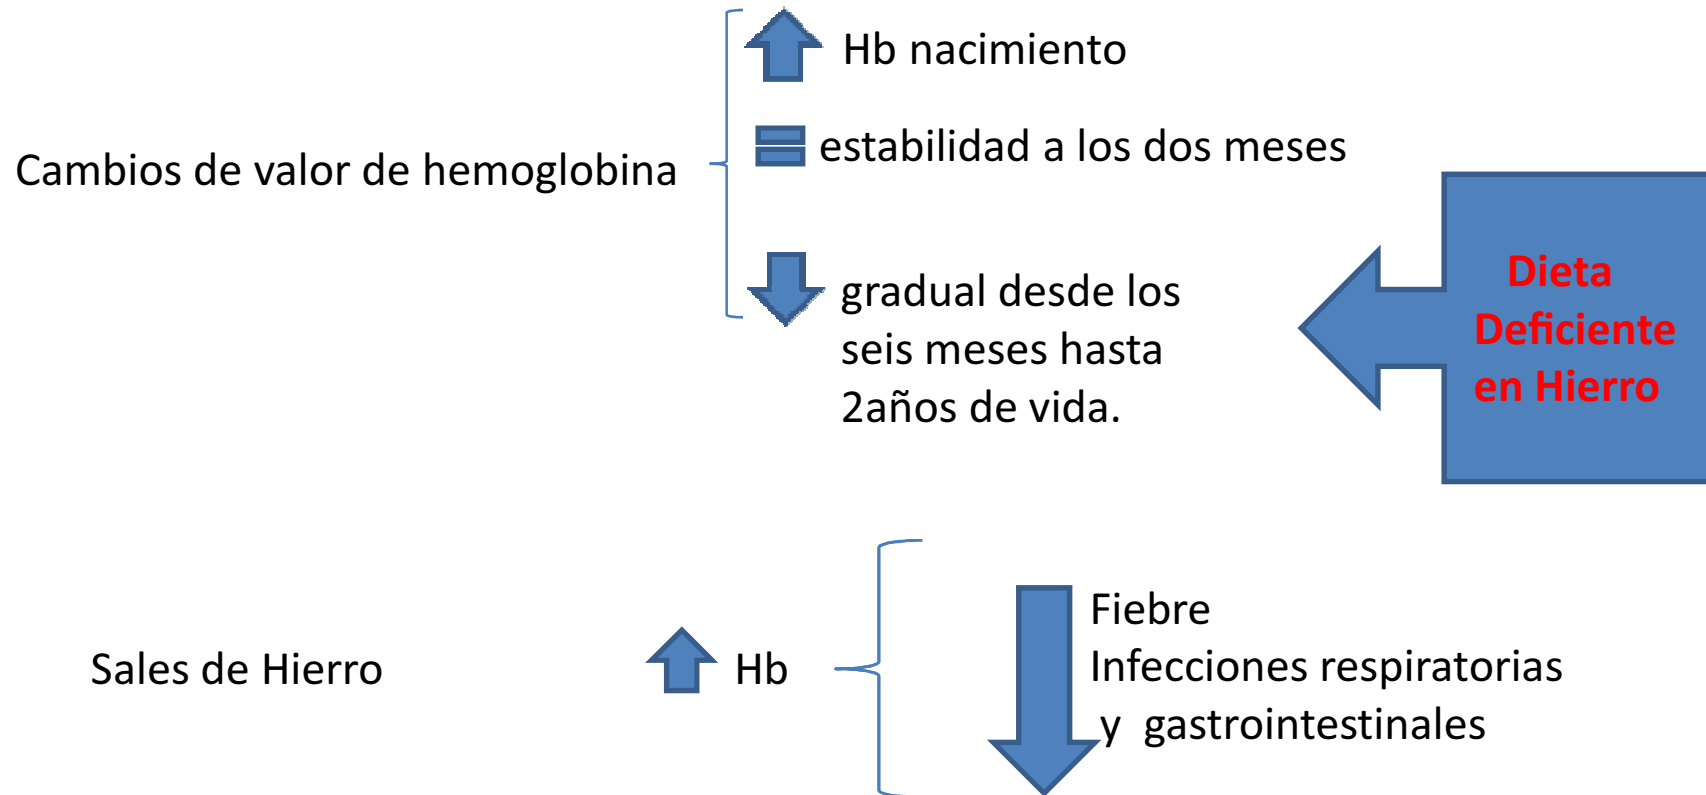 Hb nacimiento
estabilidad a los dos meses
Cambios de valor de hemoglobina
gradual desde los
seis meses hasta
2años de vida.
Dieta
Deficiente
en Hierro
Sales de Hierro
Hb
Fiebre
Infecciones respiratorias
y gastrointestinales